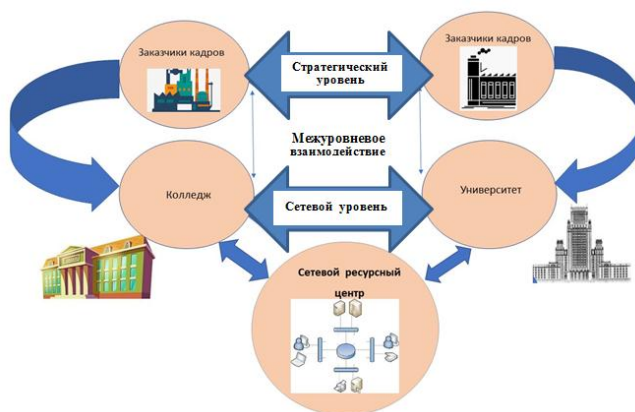 Заказчики кадров
Стратегический
уровень
Заказчики кадров
Межуровневое
взаимодействие
Колледж
Сетевой уровень
Университет
Сетевой ресурсный
центр